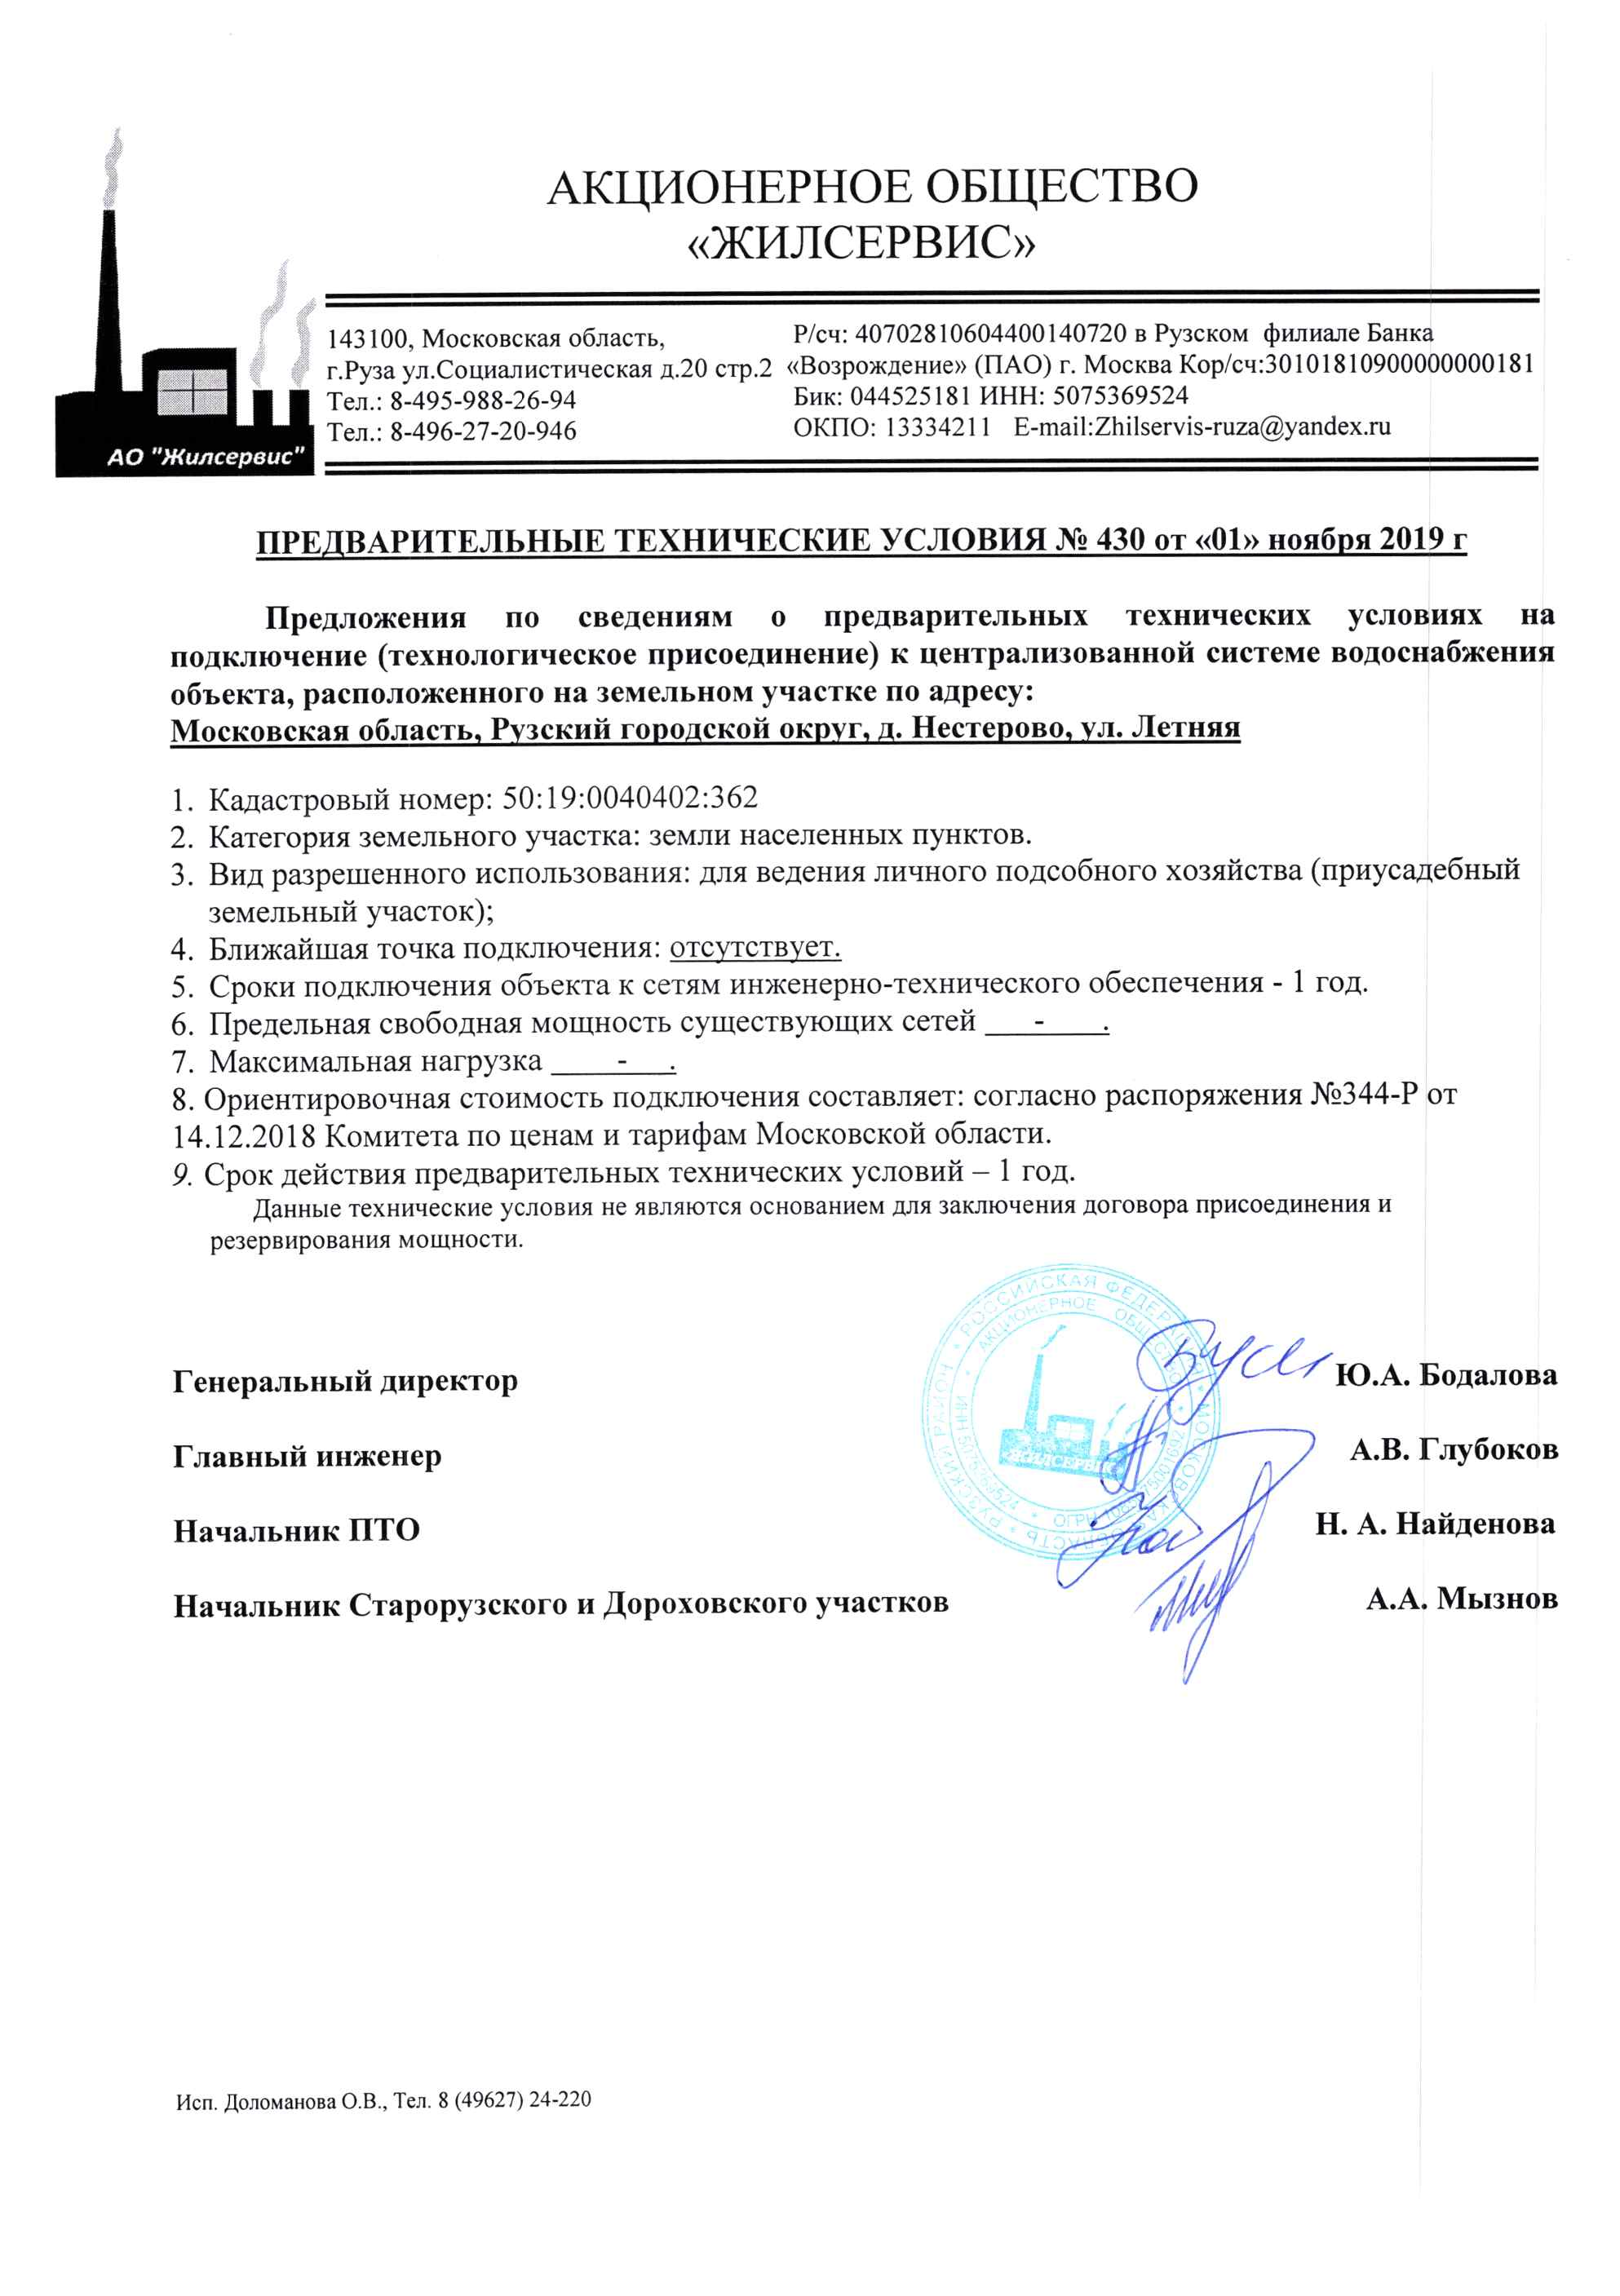 АКЦИОНЕРНОЕ ОБЩЕСТВО
«ЖИЛСЕРВИС»
143100, Московская область,
г.Руза ул.Социалистическая д.20 стр.2
Тел.: 8-495-988-26-94
Тел.: 8-496-27-20-946
Р/сч: 40702810604400140720 в Рузском филиале Банка
«Возрождение» (ПАО) г. Москва Кор/сч:30101810900000000181
Бик: 044525181 ИНН: 5075369524
ОКПО: 13334211 E-mail:Zhilservis-ruza@yandex.ru
АО "Жилсервис"
ПРЕДВАРИТЕЛЬНЫЕ ТЕХНИЧЕСКИЕ УСЛОВИЯ № 430 от «01» ноября 2019 г
Предложения по сведениям о предварительных технических условиях на
подключение (технологическое присоединение) к централизованной системе водоснабжения
объекта, расположенного на земельном участке по адресу:
Московская область, Рузский городской округ, д. Нестерово, ул. Летняя
1. Кадастровый номер: 50:19:0040402:362
2. Категория земельного участка: земли населенных пунктов.
3. Вид разрешенного использования: для ведения личного подсобного хозяйства (приусадебный
земельный участок);
4. Ближайшая точка подключения: отсутствует.
5. Сроки подключения объекта к сетям инженерно-технического обеспечения - 1 год.
6. Предельная свободная мощность существующих сетей ___-____.
7. Максимальная нагрузка ____-___.
8. Ориентировочная стоимость подключения составляет: согласно распоряжения №344-Р от
14.12.2018 Комитета по ценам и тарифам Московской области.
9. Срок действия предварительных технических условий – 1 год.
Данные технические условия не являются основанием для заключения договора присоединения и
резервирования мощности.
РОССИЙСКАЯ ФЕДЕРАЦИЯ * МОСКОВСКАЯ ОБЛАСТЬ * РУЗСКИЙ РАЙОН
АКЦИОНЕРНОЕ ОБЩЕСТВО
ЖИЛСЕРВИС
Генеральный директор Ю.А. Бодалова
Главный инженер А.В. Глубоков
Начальник ПТО Н. А. Найденова
Начальник Старорузского и Дороховского участков А.А. Мызнов
Исп. Доломанова О.В., Тел. 8 (49627) 24-220